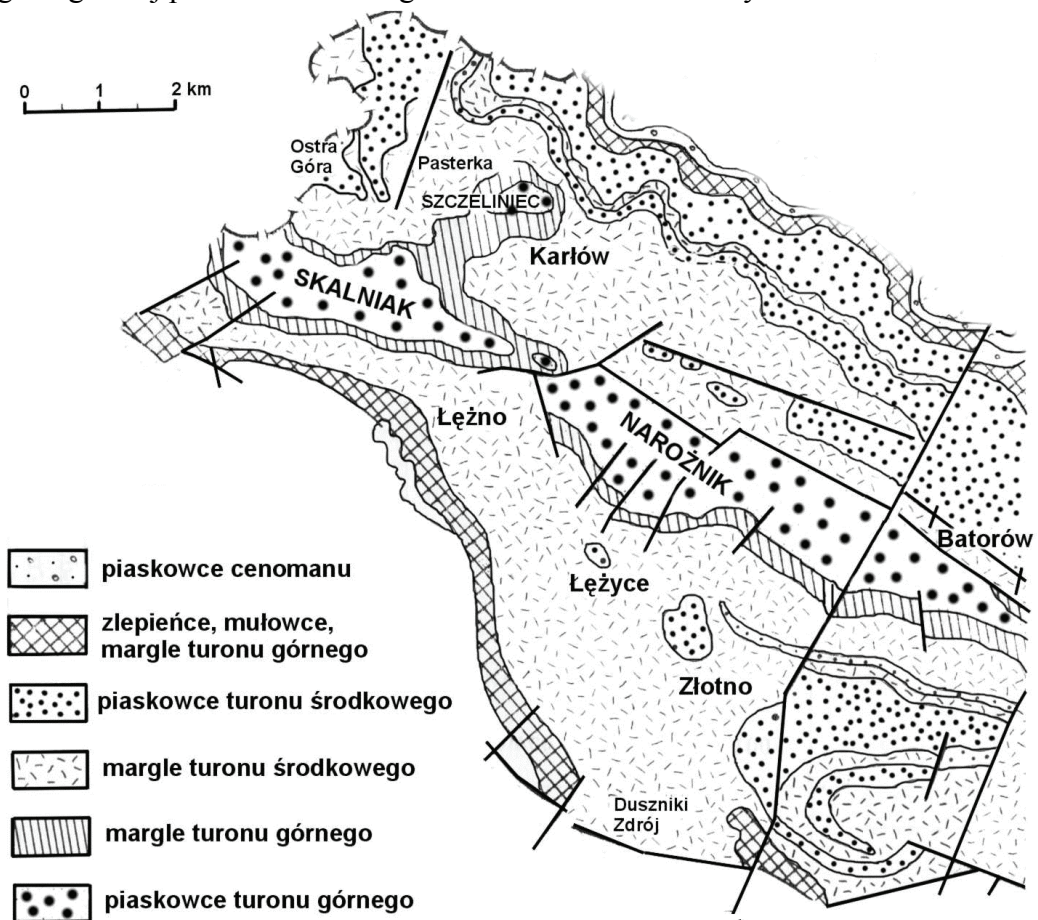 0 1 2 km
Ostra
Góra
Pasterka
SZCZELINIEC
Karłów
SKALNIAK
Łężno
NAROŻNIK
Batorów
Łężyce
Złotno
Duszniki
Zdrój
piaskowce cenomanu
zlepieńce, mułowce,
margle turonu górnego
piaskowce turonu środkowego
margle turonu środkowego
margle turonu górnego
piaskowce turonu górnego